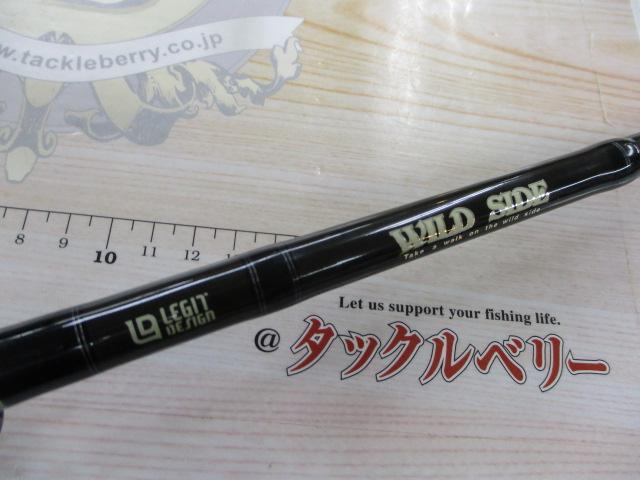 www.tackleberry.co.jp
WILD SIDE
Take a walk on the wild side
8 9 10 11 12 13
LEGIT
DESIGN
Let us support your fishing life.
@タックルベリー